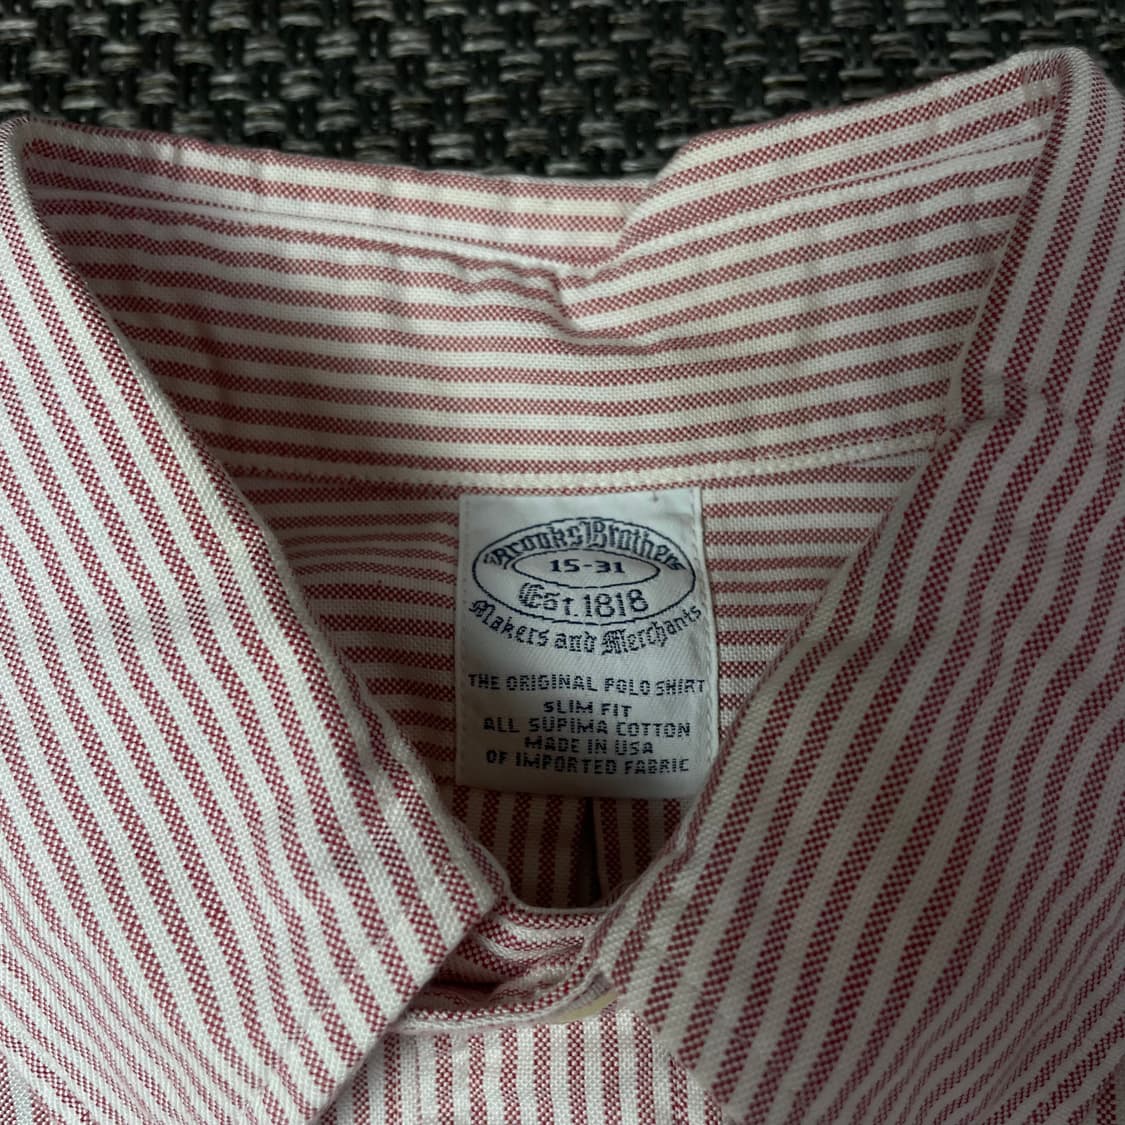 Brooks Brothers
15-31
Est. 1818
Makers and Merchants
THE ORIGINAL POLO SHIRT
SLIM FIT
ALL SUPIMA COTTON
MADE IN USA
OF IMPORTED FABRIC